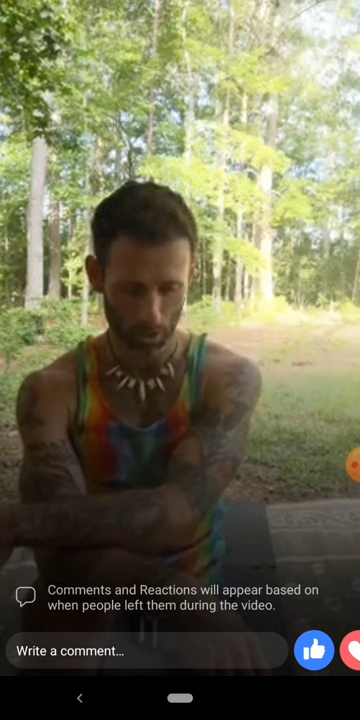 Comments and Reactions will appear based on
when people left them during the video.
Write a comment...